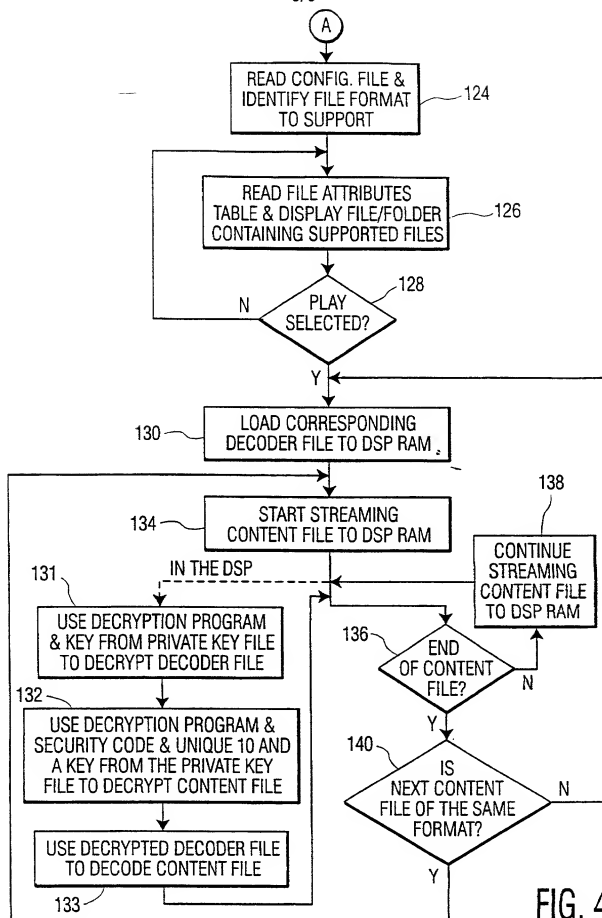 A
READ CONFIG. FILE &
IDENTIFY FILE FORMAT
TO SUPPORT
124
READ FILE ATTRIBUTES
TABLE & DISPLAY FILE/FOLDER
CONTAINING SUPPORTED FILES
126
PLAY
SELECTED?
128
N
Y
LOAD CORRESPONDING
DECODER FILE TO DSP RAM
130
START STREAMING
CONTENT FILE TO DSP RAM
134
138
CONTINUE
STREAMING
CONTENT FILE
TO DSP RAM
IN THE DSP
131
USE DECRYPTION PROGRAM
& KEY FROM PRIVATE KEY FILE
TO DECRYPT DECODER FILE
136
END
OF CONTENT
FILE?
N
Y
132
USE DECRYPTION PROGRAM &
SECURITY CODE & UNIQUE 10 AND
A KEY FROM THE PRIVATE KEY
FILE TO DECRYPT CONTENT FILE
140
IS
NEXT CONTENT
FILE OF THE SAME
FORMAT?
N
Y
USE DECRYPTED DECODER FILE
TO DECODE CONTENT FILE
133
FIG. 4